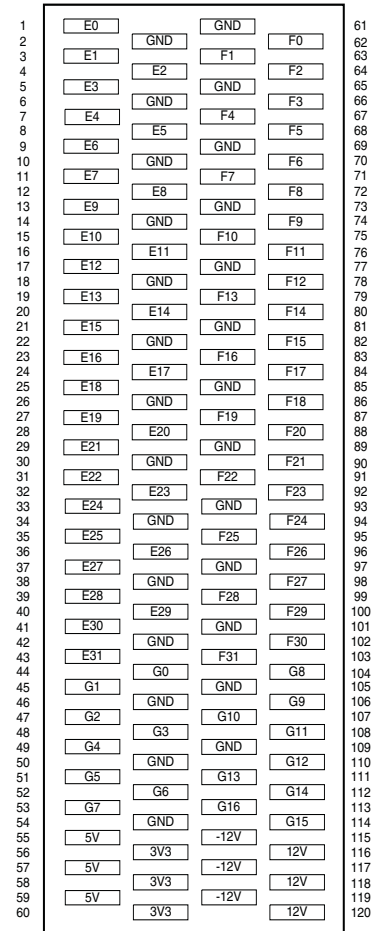 1 E0 GND 61
2 GND F0 62
3 E1 F1 63
4 E2 F2 64
5 E3 GND 65
6 GND F3 66
7 E4 F4 67
8 E5 F5 68
9 E6 GND 69
10 GND F6 70
11 E7 F7 71
12 E8 F8 72
13 E9 GND 73
14 GND F9 74
15 E10 F10 75
16 E11 F11 76
17 E12 GND 77
18 GND F12 78
19 E13 F13 79
20 E14 F14 80
21 E15 GND 81
22 GND F15 82
23 E16 F16 83
24 E17 F17 84
25 E18 GND 85
26 GND F18 86
27 E19 F19 87
28 E20 F20 88
29 E21 GND 89
30 GND F21 90
31 E22 F22 91
32 E23 F23 92
33 E24 GND 93
34 GND F24 94
35 E25 F25 95
36 E26 F26 96
37 E27 GND 97
38 GND F27 98
39 E28 F28 99
40 E29 F29 100
41 E30 GND 101
42 GND F30 102
43 E31 F31 103
44 G0 G8 104
45 G1 GND 105
46 GND G9 106
47 G2 G10 107
48 G3 G11 108
49 G4 GND 109
50 GND G12 110
51 G5 G13 111
52 G6 G14 112
53 G7 G16 113
54 GND G15 114
55 5V -12V 115
56 3V3 12V 116
57 5V -12V 117
58 3V3 12V 118
59 5V -12V 119
60 3V3 12V 120